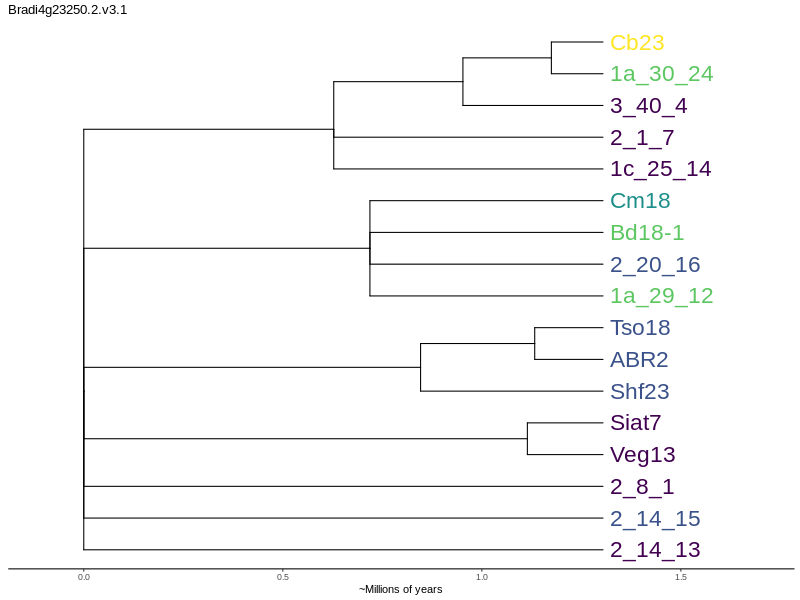 Bradi4g23250.2.v3.1
Cb23
1a_30_24
3_40_4
2_1_7
1c_25_14
Cm18
Bd18-1
2_20_16
1a_29_12
Tso18
ABR2
Shf23
Siat7
Veg13
2_8_1
2_14_15
2_14_13
0.0 0.5 1.0 1.5
~Millions of years